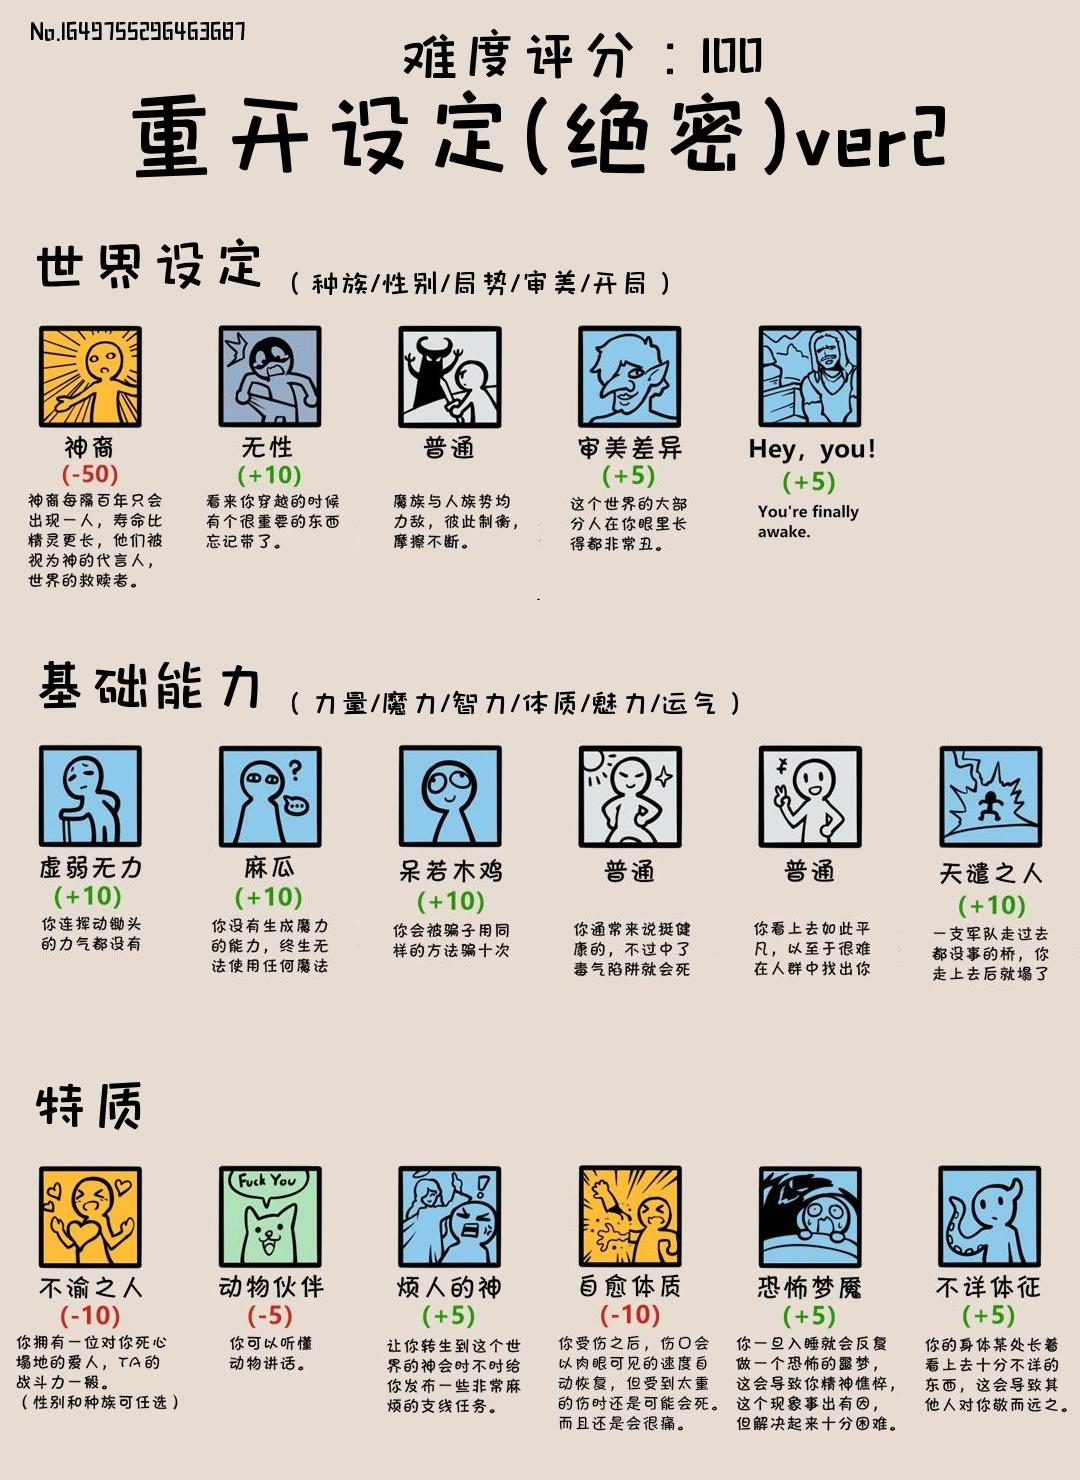 No.1649755296463687
难度评分：100
重开设定(绝密)ver2
世界设定 （种族/性别/局势/审美/开局）
神裔
(-50)
神裔每隔百年只会
出现一人，寿命比
精灵更长，他们被
视为神的代言人，
世界的救赎者。
无性
(+10)
看来你穿越的时候
有个很重要的东西
忘记带了。
普通
魔族与人族势均
力敌，彼此制衡，
摩擦不断。
审美差异
(+5)
这个世界的大部
分人在你眼里长
得都非常丑。
Hey, you!
(+5)
You're finally
awake.
基础能力 （力量/魔力/智力/体质/魅力/运气）
虚弱无力
(+10)
你连挥动锄头
的力气都没有
?
麻瓜
(+10)
你没有生成魔力
的能力，终生无
法使用任何魔法
呆若木鸡
(+10)
你会被骗子用同
样的方法骗十次
普通
你通常来说挺健
康的，不过中了
毒气陷阱就会死
普通
你看上去如此平
凡，以至于很难
在人群中找出你
天谴之人
(+10)
一支军队走过去
都没事的桥，你
走上去后就塌了
特质
不渝之人
(-10)
你拥有一位对你死心
塌地的爱人，TA的
战斗力一般。
（性别和种族可任选）
Fuck You
动物伙伴
(-5)
你可以听懂
动物讲话。
!
烦人的神
(+5)
让你转生到这个世
界的神会时不时给
你发布一些非常麻
烦的支线任务。
自愈体质
(-10)
你受伤之后，伤口会
以肉眼可见的速度自
动恢复，但受到太重
的伤时还是可能会死。
而且还是会很痛。
恐怖梦魇
(+5)
你一旦入睡就会反复
做一个恐怖的噩梦，
这会导致你精神憔悴，
这个现象事出有因，
但解决起来十分困难。
不详体征
(+5)
你的身体某处长着
看上去十分不详的
东西，这会导致其
他人对你敬而远之。